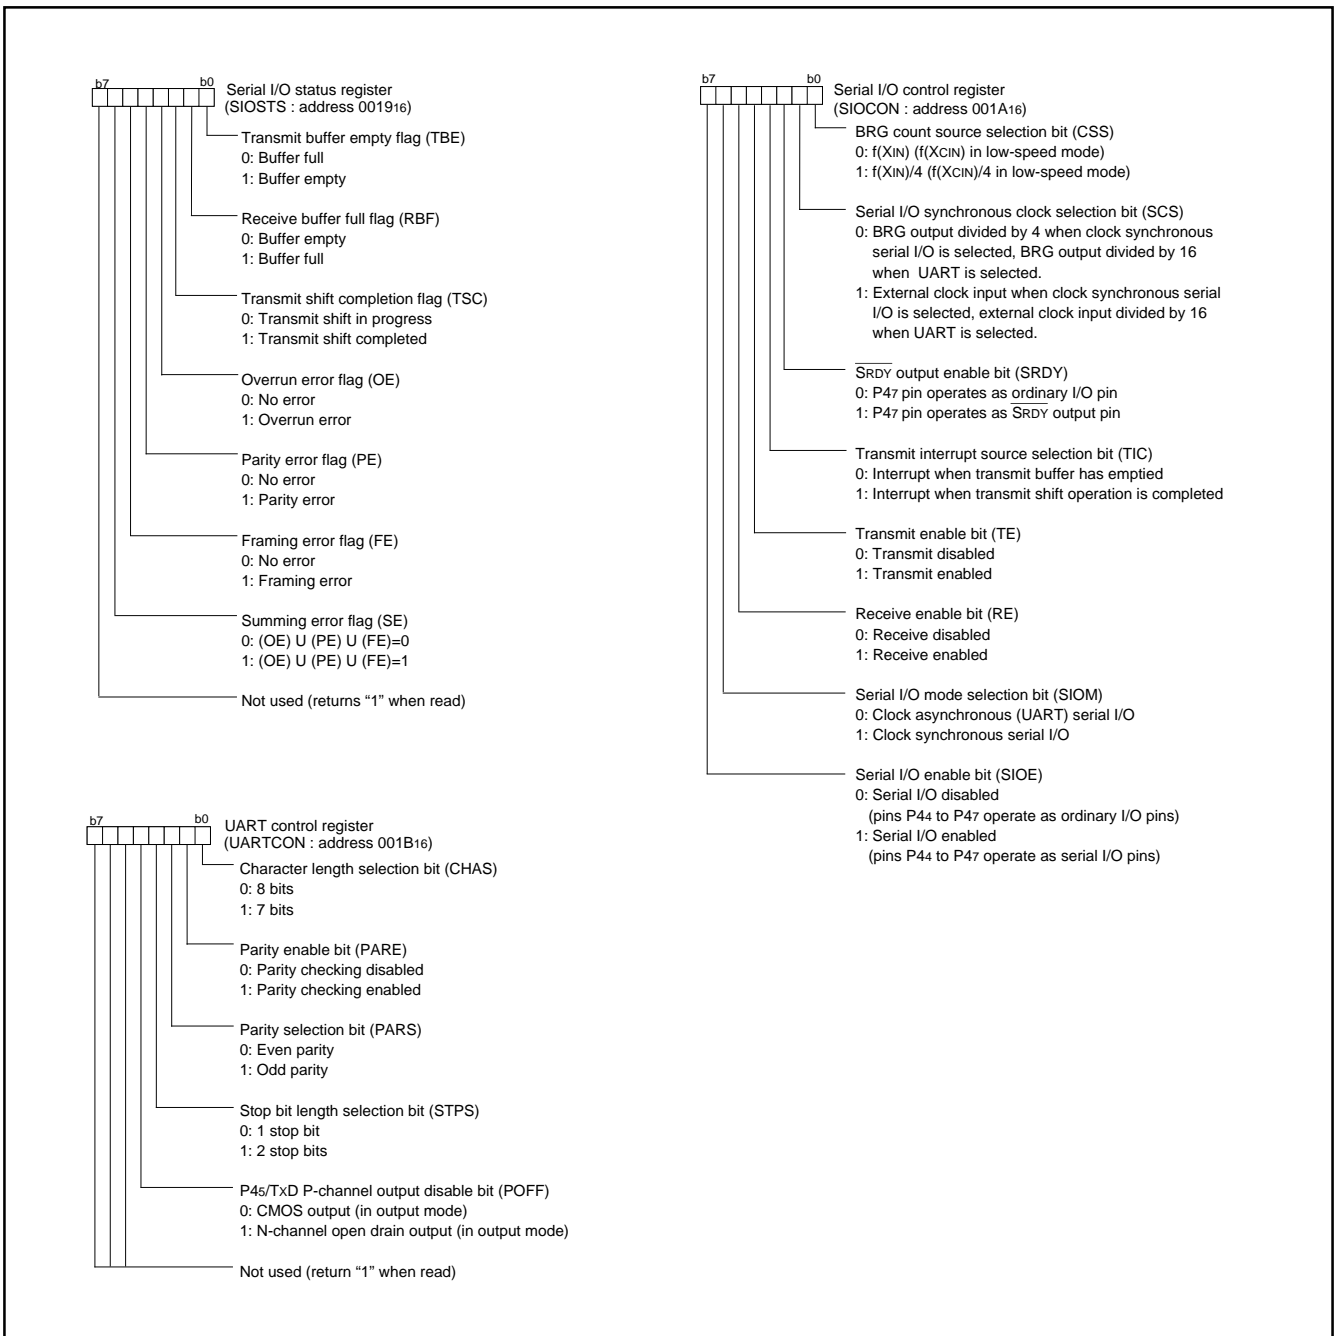 b7 b0
Serial I/O status register
(SIOSTS : address 001916)
Transmit buffer empty flag (TBE)
0: Buffer full
1: Buffer empty
Receive buffer full flag (RBF)
0: Buffer empty
1: Buffer full
Transmit shift completion flag (TSC)
0: Transmit shift in progress
1: Transmit shift completed
Overrun error flag (OE)
0: No error
1: Overrun error
Parity error flag (PE)
0: No error
1: Parity error
Framing error flag (FE)
0: No error
1: Framing error
Summing error flag (SE)
0: (OE) U (PE) U (FE)=0
1: (OE) U (PE) U (FE)=1
Not used (returns “1” when read)
b7 b0
UART control register
(UARTCON : address 001B16)
Character length selection bit (CHAS)
0: 8 bits
1: 7 bits
Parity enable bit (PARE)
0: Parity checking disabled
1: Parity checking enabled
Parity selection bit (PARS)
0: Even parity
1: Odd parity
Stop bit length selection bit (STPS)
0: 1 stop bit
1: 2 stop bits
P45/TXD P-channel output disable bit (POFF)
0: CMOS output (in output mode)
1: N-channel open drain output (in output mode)
Not used (return “1” when read)
b7 b0
Serial I/O control register
(SIOCON : address 001A16)
BRG count source selection bit (CSS)
0: f(XIN) (f(XCIN) in low-speed mode)
1: f(XIN)/4 (f(XCIN)/4 in low-speed mode)
Serial I/O synchronous clock selection bit (SCS)
0: BRG output divided by 4 when clock synchronous
serial I/O is selected, BRG output divided by 16
when UART is selected.
1: External clock input when clock synchronous serial
I/O is selected, external clock input divided by 16
when UART is selected.
SRDY output enable bit (SRDY)
0: P47 pin operates as ordinary I/O pin
1: P47 pin operates as SRDY output pin
Transmit interrupt source selection bit (TIC)
0: Interrupt when transmit buffer has emptied
1: Interrupt when transmit shift operation is completed
Transmit enable bit (TE)
0: Transmit disabled
1: Transmit enabled
Receive enable bit (RE)
0: Receive disabled
1: Receive enabled
Serial I/O mode selection bit (SIOM)
0: Clock asynchronous (UART) serial I/O
1: Clock synchronous serial I/O
Serial I/O enable bit (SIOE)
0: Serial I/O disabled
(pins P44 to P47 operate as ordinary I/O pins)
1: Serial I/O enabled
(pins P44 to P47 operate as serial I/O pins)